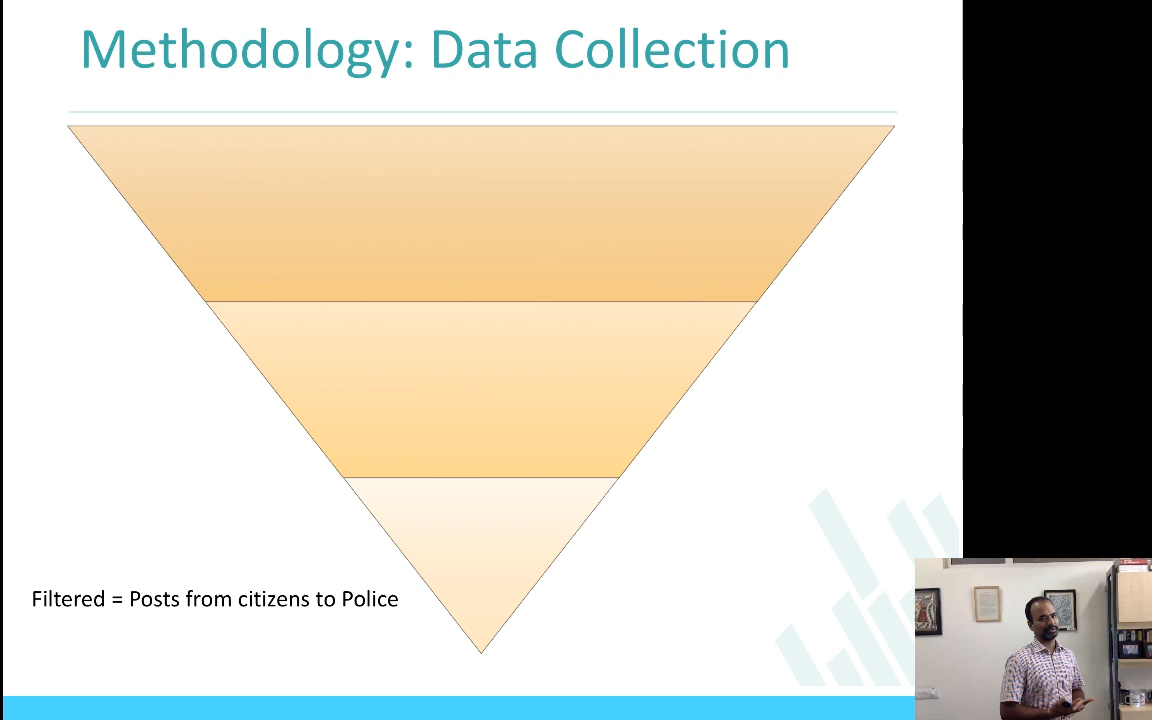 Methodology: Data Collection
Filtered = Posts from citizens to Police